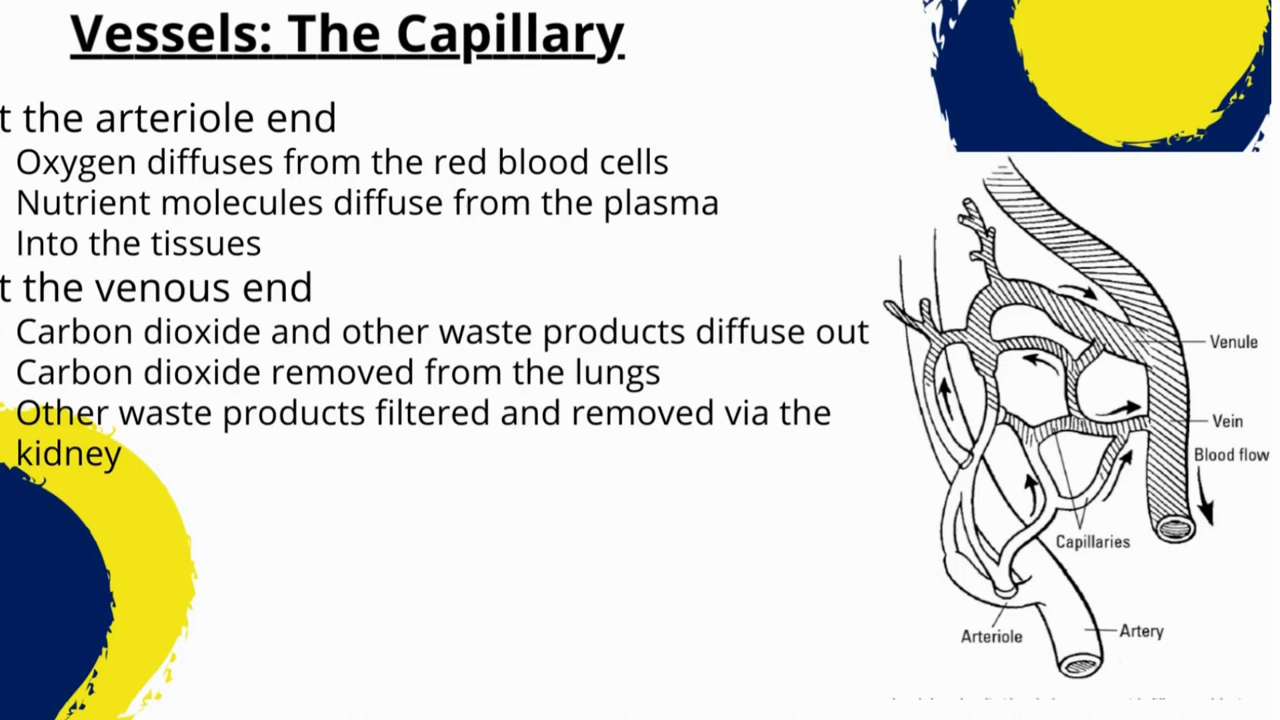 Vessels: The Capillary
t the arteriole end
Oxygen diffuses from the red blood cells
Nutrient molecules diffuse from the plasma
Into the tissues
t the venous end
Carbon dioxide and other waste products diffuse out
Carbon dioxide removed from the lungs
Other waste products filtered and removed via the
kidney
Venule
Vein
Blood flow
Capillaries
Arteriole
Artery